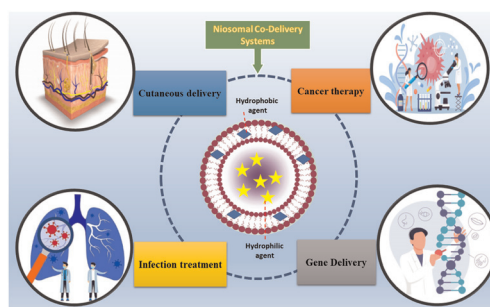 Niosomal Co-Delivery
Systems
Cutaneous delivery
Cancer therapy
Hydrophobic
agent
Hydrophilic
agent
Infection treatment
Gene Delivery